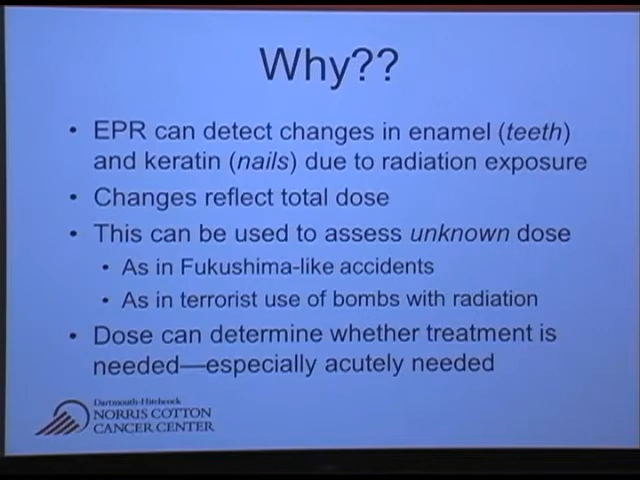 Why??
• EPR can detect changes in enamel (teeth)
and keratin (nails) due to radiation exposure
• Changes reflect total dose
• This can be used to assess unknown dose
• As in Fukushima-like accidents
• As in terrorist use of bombs with radiation
• Dose can determine whether treatment is
needed—especially acutely needed
Dartmouth-Hitchcock
NORRIS COTTON
CANCER CENTER